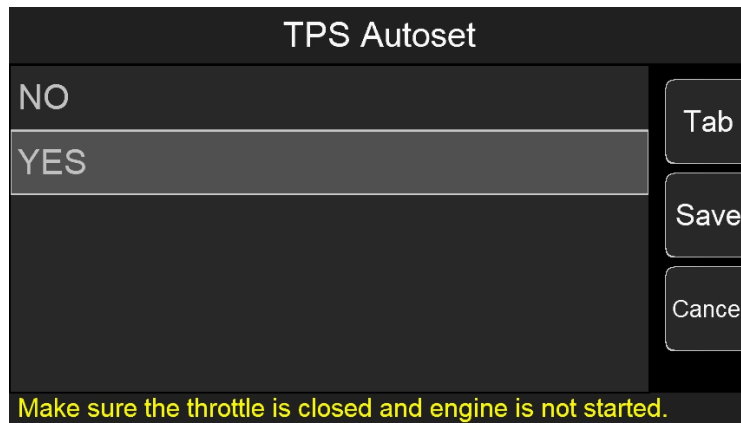 TPS Autoset
NO
YES
Tab
Save
Cance
Make sure the throttle is closed and engine is not started.